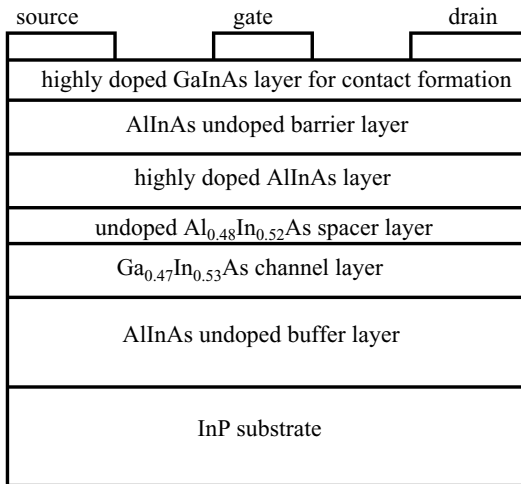 source gate drain
highly doped GaInAs layer for contact formation
AlInAs undoped barrier layer
highly doped AlInAs layer
undoped Al₀.₄₈In₀.₅₂As spacer layer
Ga₀.₄₇In₀.₅₃As channel layer
AlInAs undoped buffer layer
InP substrate